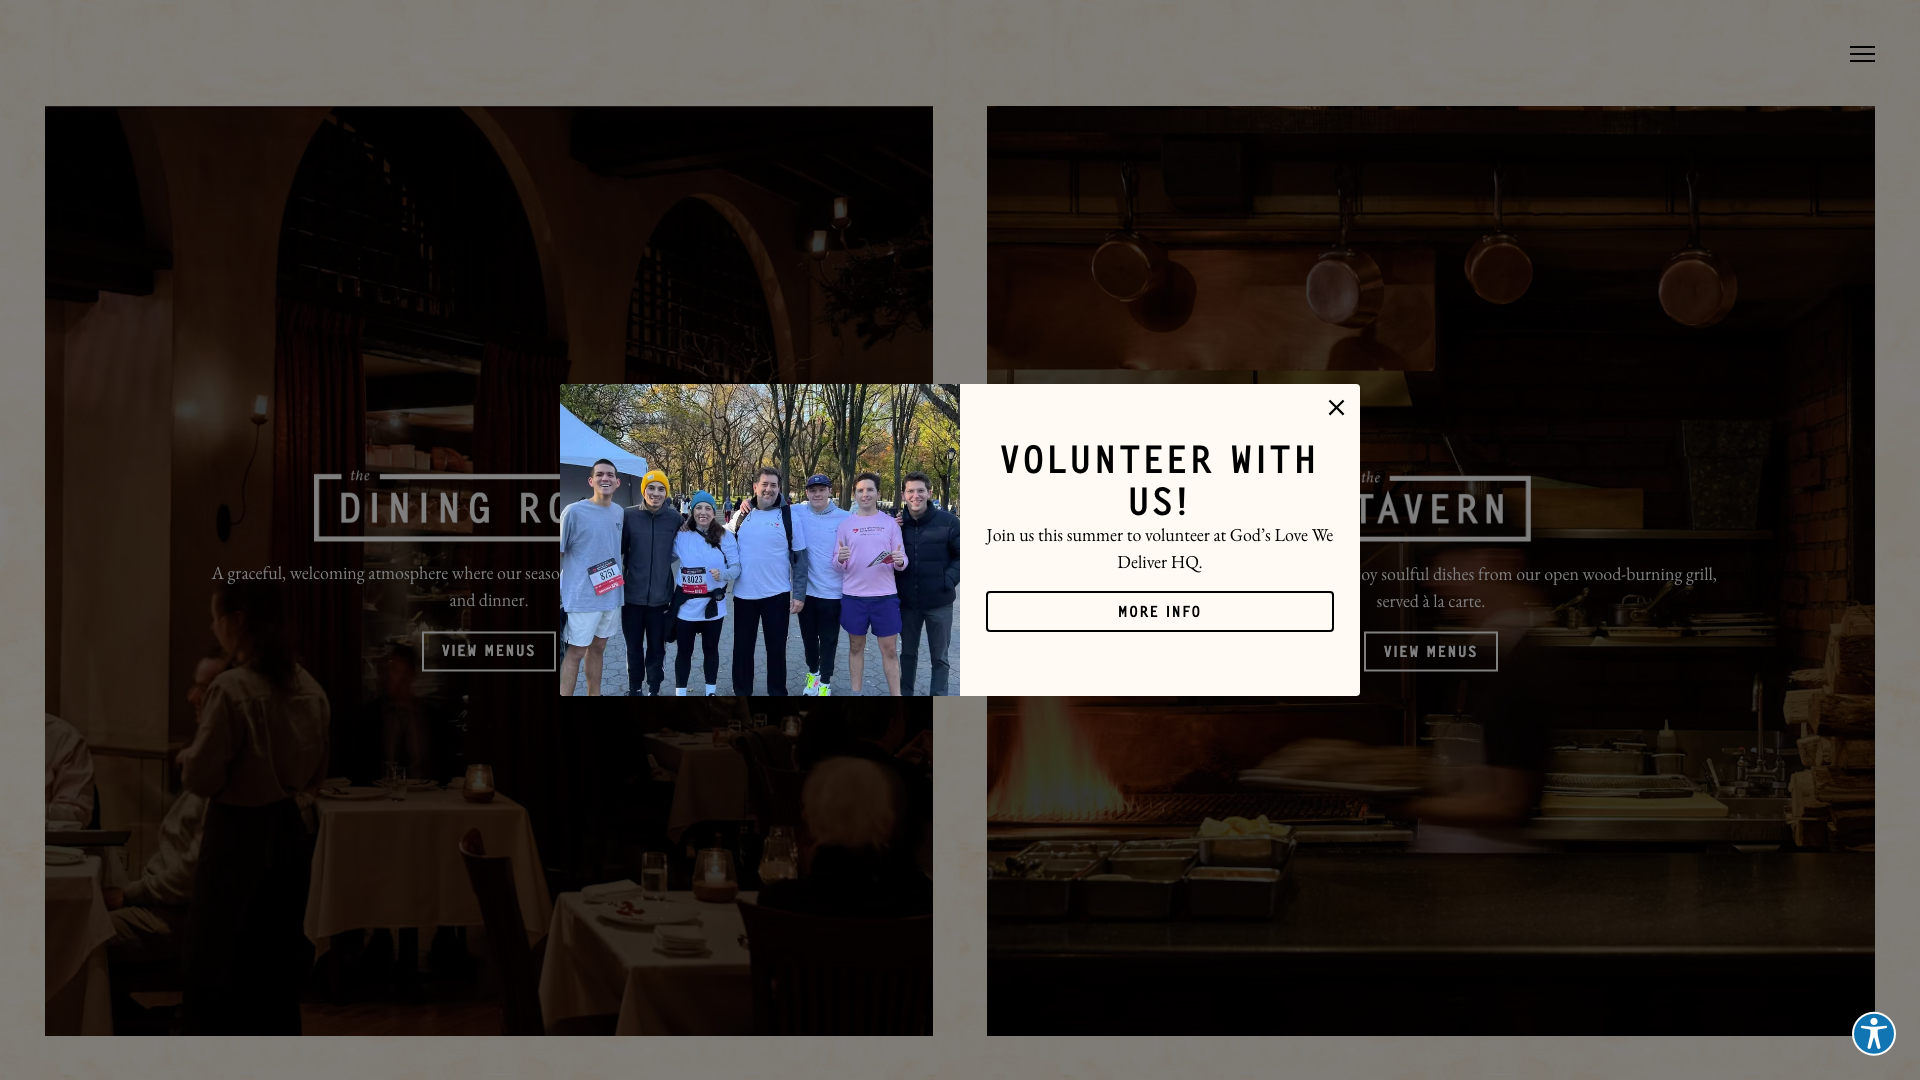 the
DINING RO
A graceful, welcoming atmosphere where our seaso
and dinner.
VIEW MENUS
VOLUNTEER WITH
US!
Join us this summer to volunteer at God's Love We
Deliver HQ.
MORE INFO
8751
K 8023
the
TAVERN
oy soulful dishes from our open wood-burning grill,
served à la carte.
VIEW MENUS